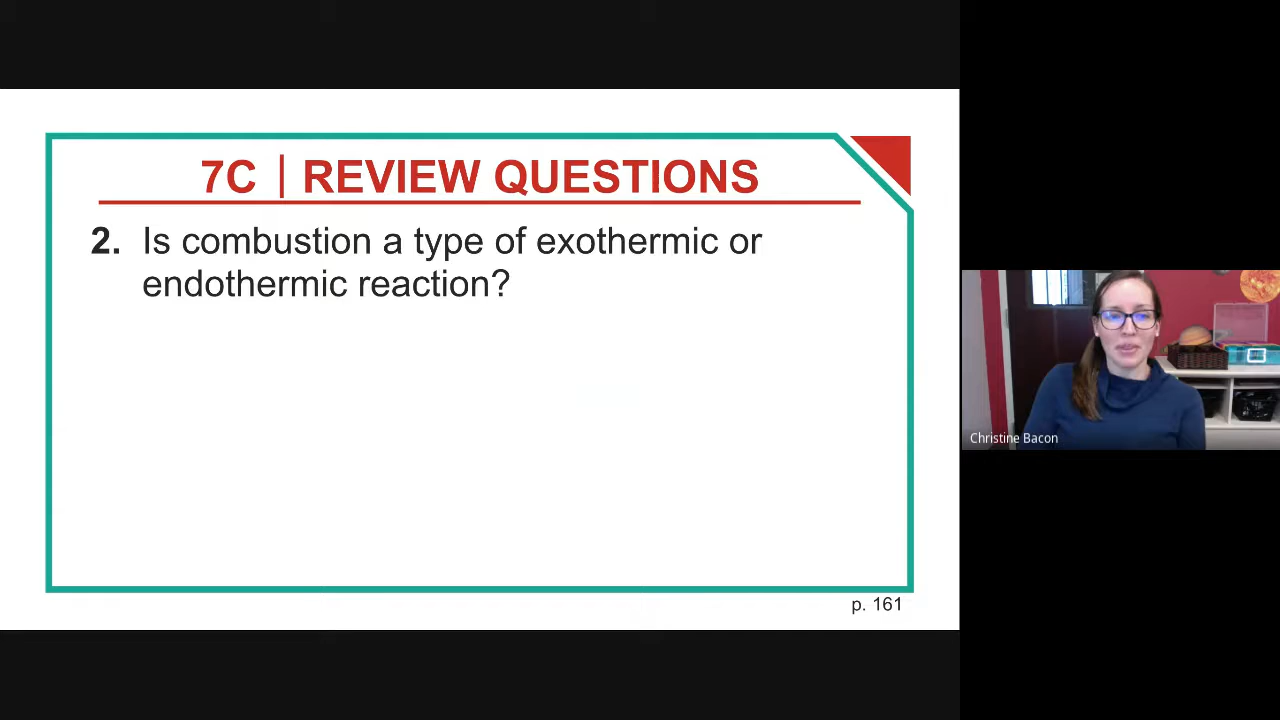 7C | REVIEW QUESTIONS
2. Is combustion a type of exothermic or
endothermic reaction?
p. 161
Christine Bacon